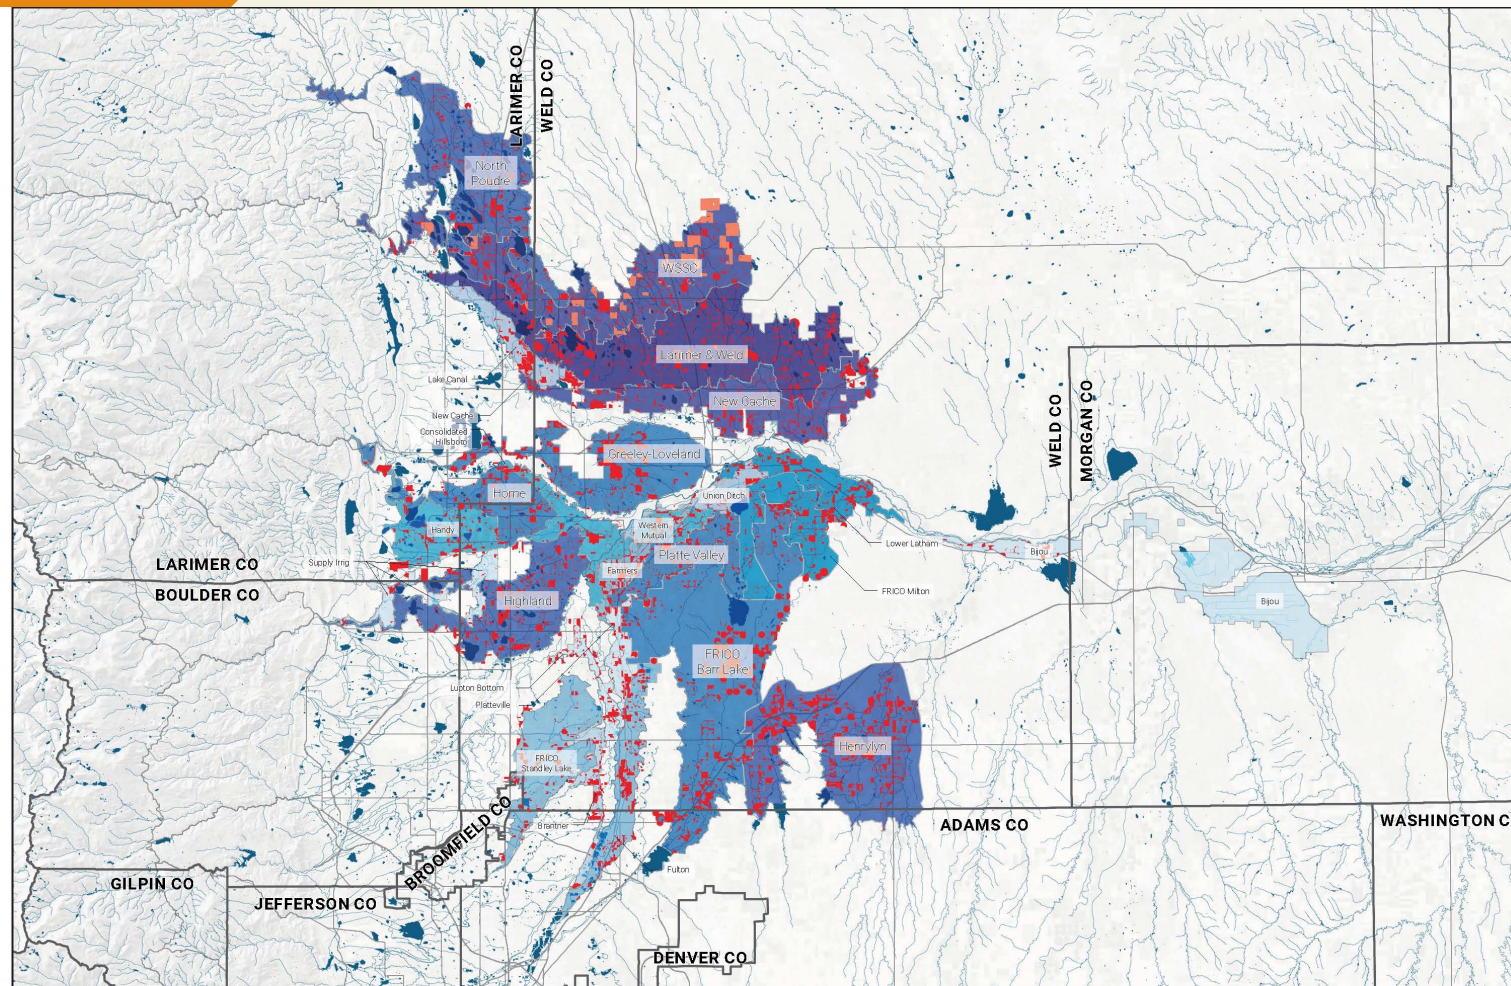 LARIMER CO
WELD CO
North
Poudre
WSSC
Larimer & Weld
Lake Canal
New Cache
New Cache
Consolidated
Hillsboro
Greeley-Loveland
Home
Union Ditch
Handy
Western
Mutual
Platte Valley
Lower Latham
Bijou
WELD CO
MORGAN CO
LARIMER CO
BOULDER CO
Supply Irrig
Farmers
FRICO Milton
Highland
Bijou
FRICO
Barr Lake
Lupton Bottom
Platteville
FRICO
Standley Lake
Henrylyn
Brantner
BROOMFIELD CO
ADAMS CO
WASHINGTON C
Fulton
GILPIN CO
JEFFERSON CO
DENVER CO